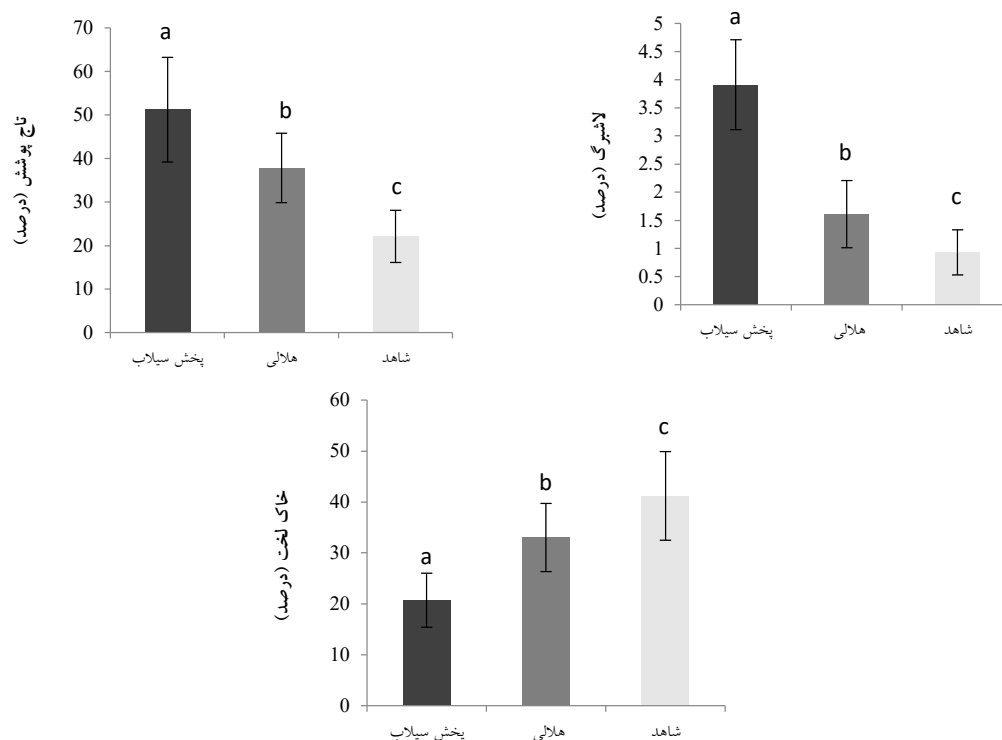 تاج پوشش (درصد)
70
60
50
40
30
20
10
0
a
b
c
پخش سیلاب
هلالی
شاهد
لاشبرگ (درصد)
5
4.5
4
3.5
3
2.5
2
1.5
1
0.5
0
a
b
c
پخش سیلاب
هلالی
شاهد
خاک لخت (درصد)
60
50
40
30
20
10
0
a
b
c
پخش سیلاب
هلالی
شاهد